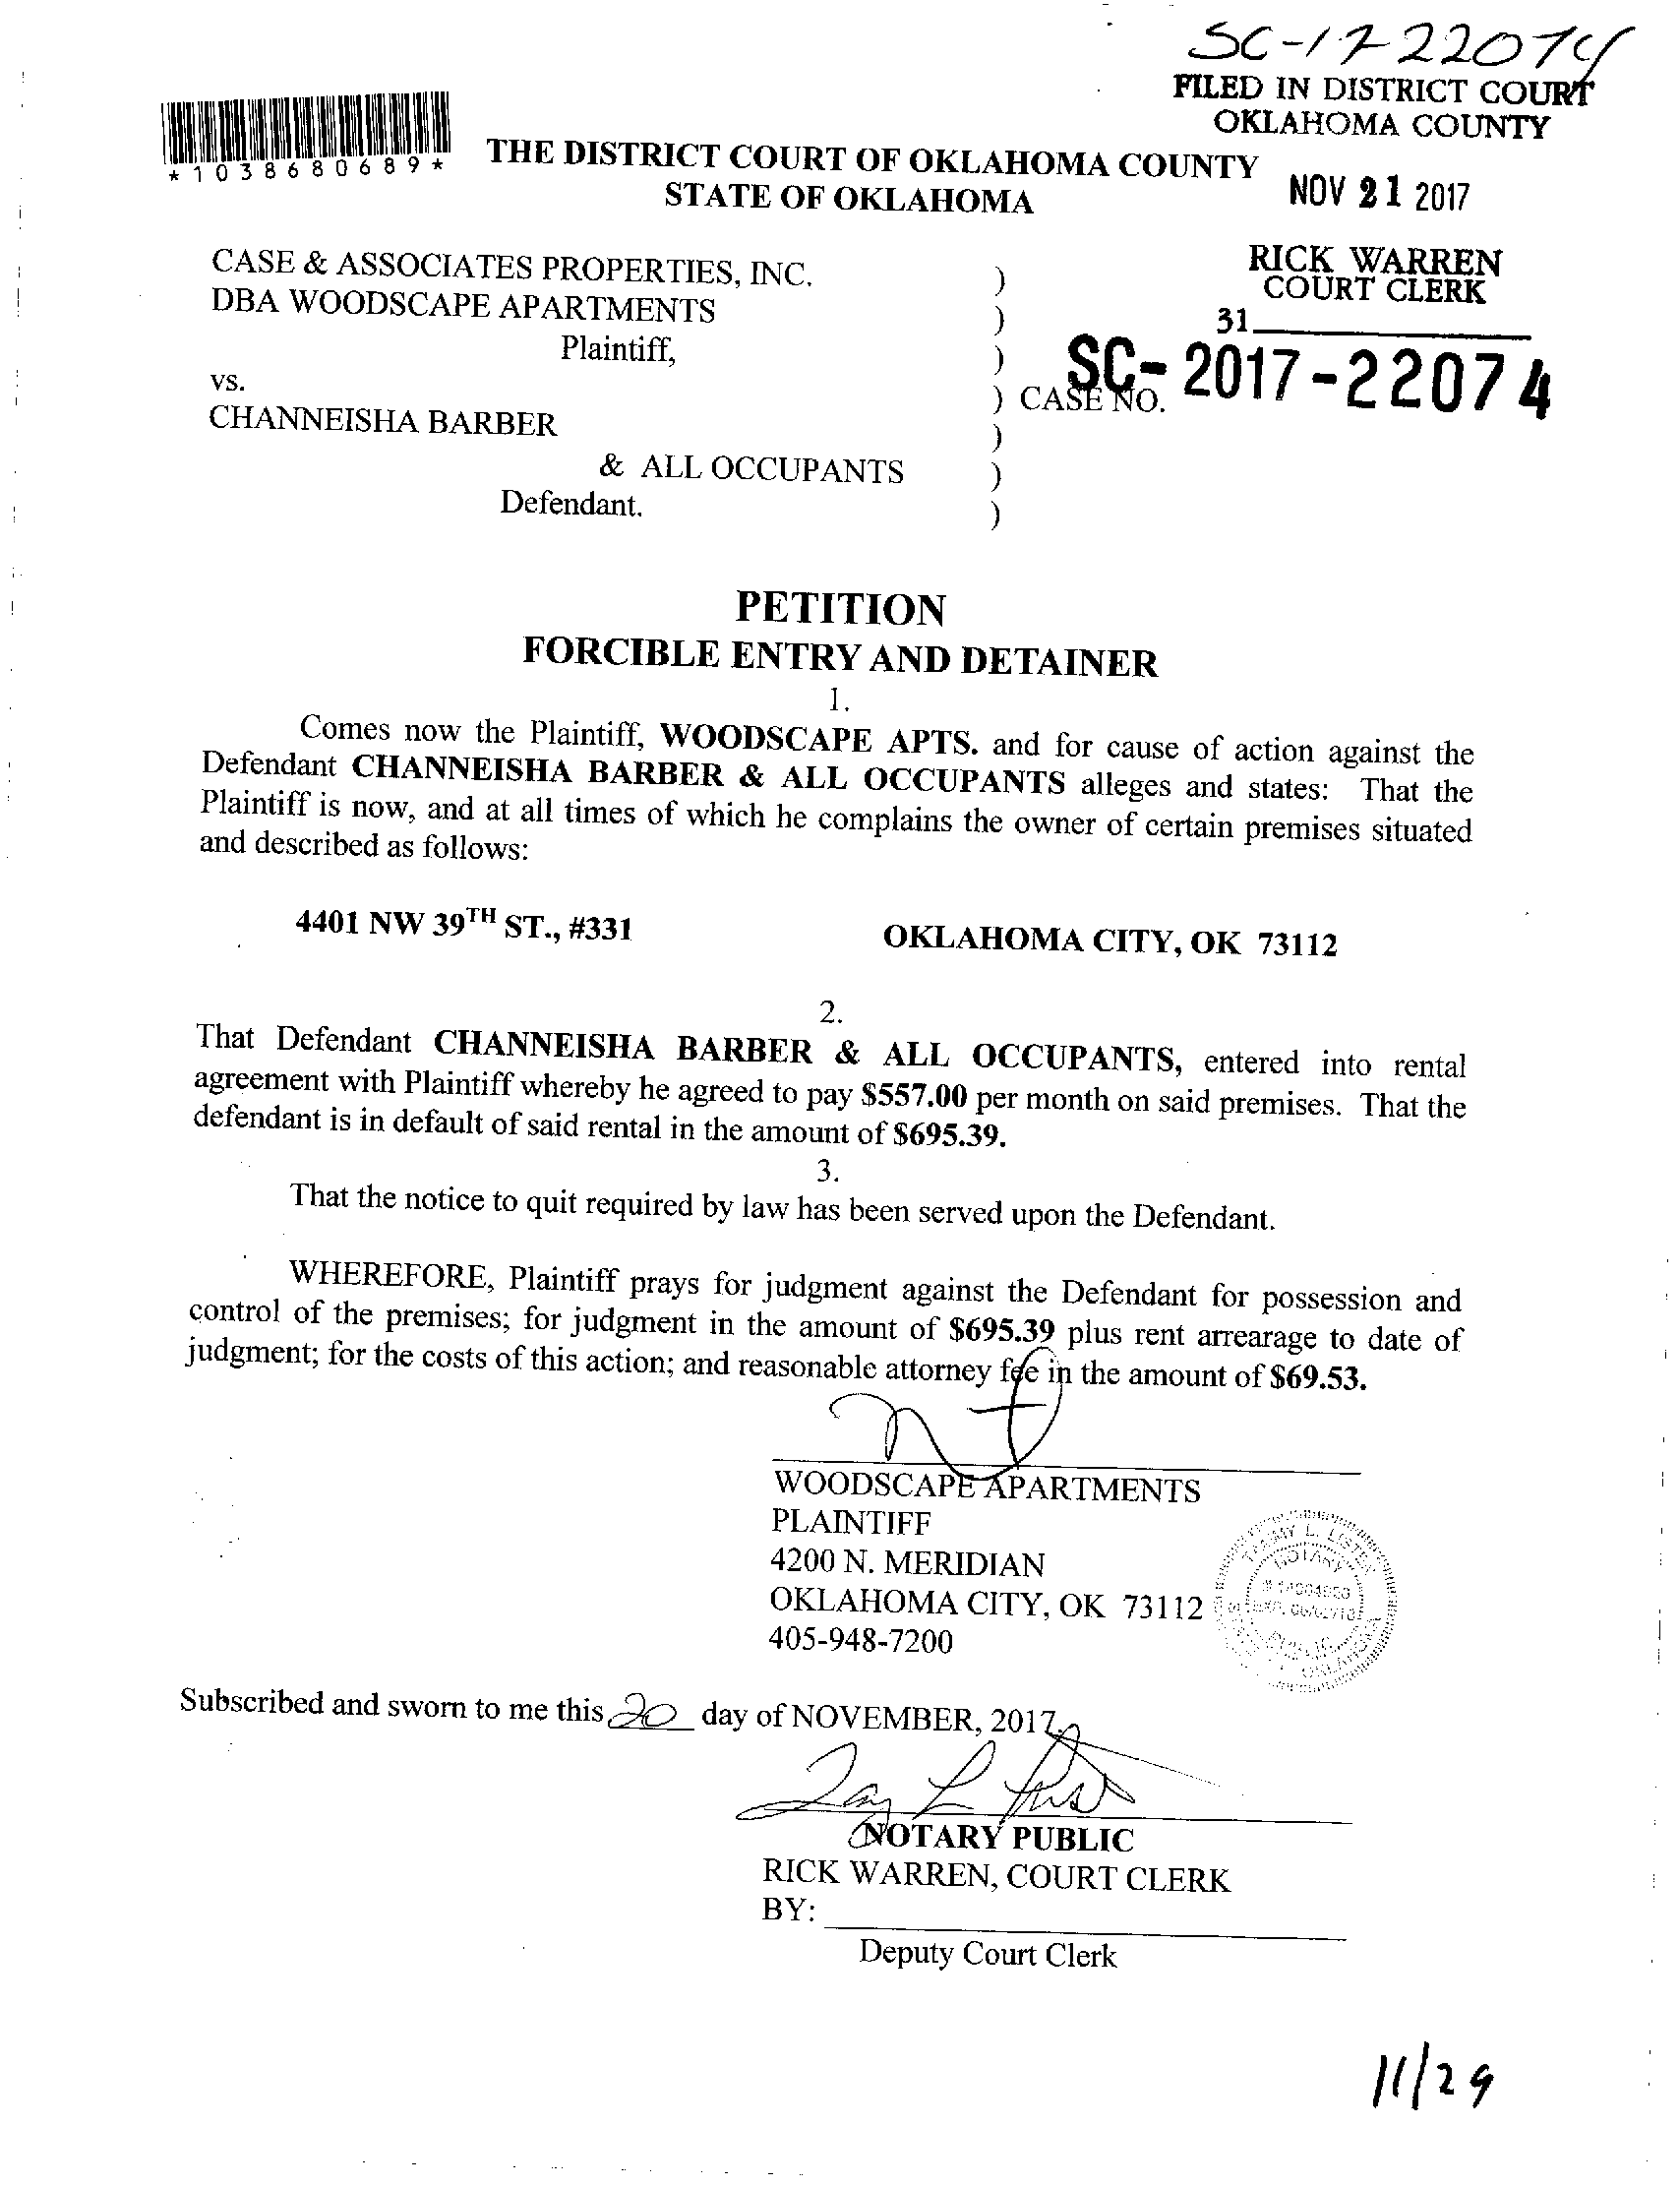 SC-17-22074
FILED IN DISTRICT COURT
OKLAHOMA COUNTY
*1038680689*
THE DISTRICT COURT OF OKLAHOMA COUNTY
STATE OF OKLAHOMA
NOV 21 2017
RICK WARREN
COURT CLERK
31
CASE & ASSOCIATES PROPERTIES, INC. )
DBA WOODSCAPE APARTMENTS )
Plaintiff, )
vs. ) CASE NO. SC-2017-22074
CHANNEISHA BARBER )
& ALL OCCUPANTS )
Defendant. )
PETITION
FORCIBLE ENTRY AND DETAINER
1.
Comes now the Plaintiff, WOODSCAPE APTS. and for cause of action against the
Defendant CHANNEISHA BARBER & ALL OCCUPANTS alleges and states: That the
Plaintiff is now, and at all times of which he complains the owner of certain premises situated
and described as follows:
4401 NW 39TH ST., #331 OKLAHOMA CITY, OK 73112
2.
That Defendant CHANNEISHA BARBER & ALL OCCUPANTS, entered into rental
agreement with Plaintiff whereby he agreed to pay $557.00 per month on said premises. That the
defendant is in default of said rental in the amount of $695.39.
3.
That the notice to quit required by law has been served upon the Defendant.
WHEREFORE, Plaintiff prays for judgment against the Defendant for possession and
control of the premises; for judgment in the amount of $695.39 plus rent arrearage to date of
judgment; for the costs of this action; and reasonable attorney fee in the amount of $69.53.
WOODSCAPE APARTMENTS
PLAINTIFF
4200 N. MERIDIAN
OKLAHOMA CITY, OK 73112
405-948-7200
NOTARY
PUBLIC
Subscribed and sworn to me this 20 day of NOVEMBER, 2017.
NOTARY PUBLIC
RICK WARREN, COURT CLERK
BY:
Deputy Court Clerk
11/29